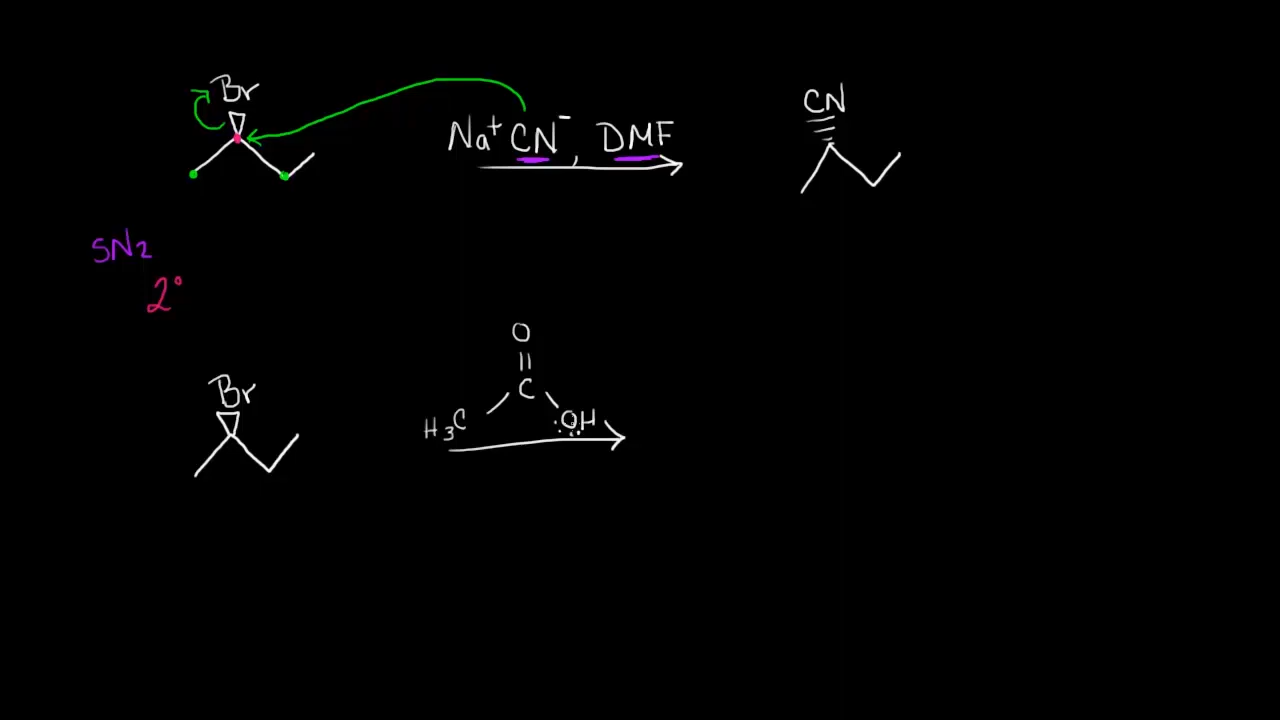 Br
Na⁺ CN⁻, DMF
CN
SN2
2°
O
Br
C
H₃C
OH